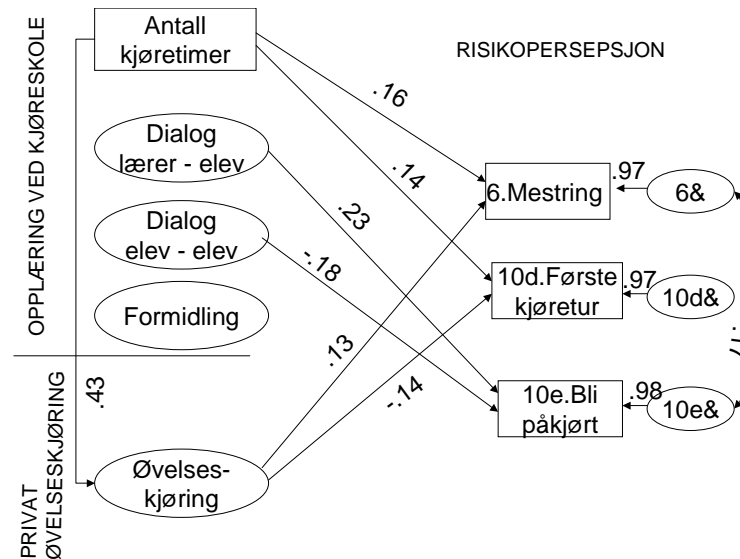 OPPLÆRING VED KJØRESKOLE
PRIVAT
ØVELSESKJØRING
Antall
kjøretimer
RISIKOPERSEPSJON
Dialog
lærer - elev
Dialog
elev - elev
Formidling
Øvelses-
kjøring
.43
.16
.14
.23
-.18
.13
-.14
6.Mestring
.97
6&
10d.Første
kjøretur
.97
10d&
10e.Bli
påkjørt
.98
10e&